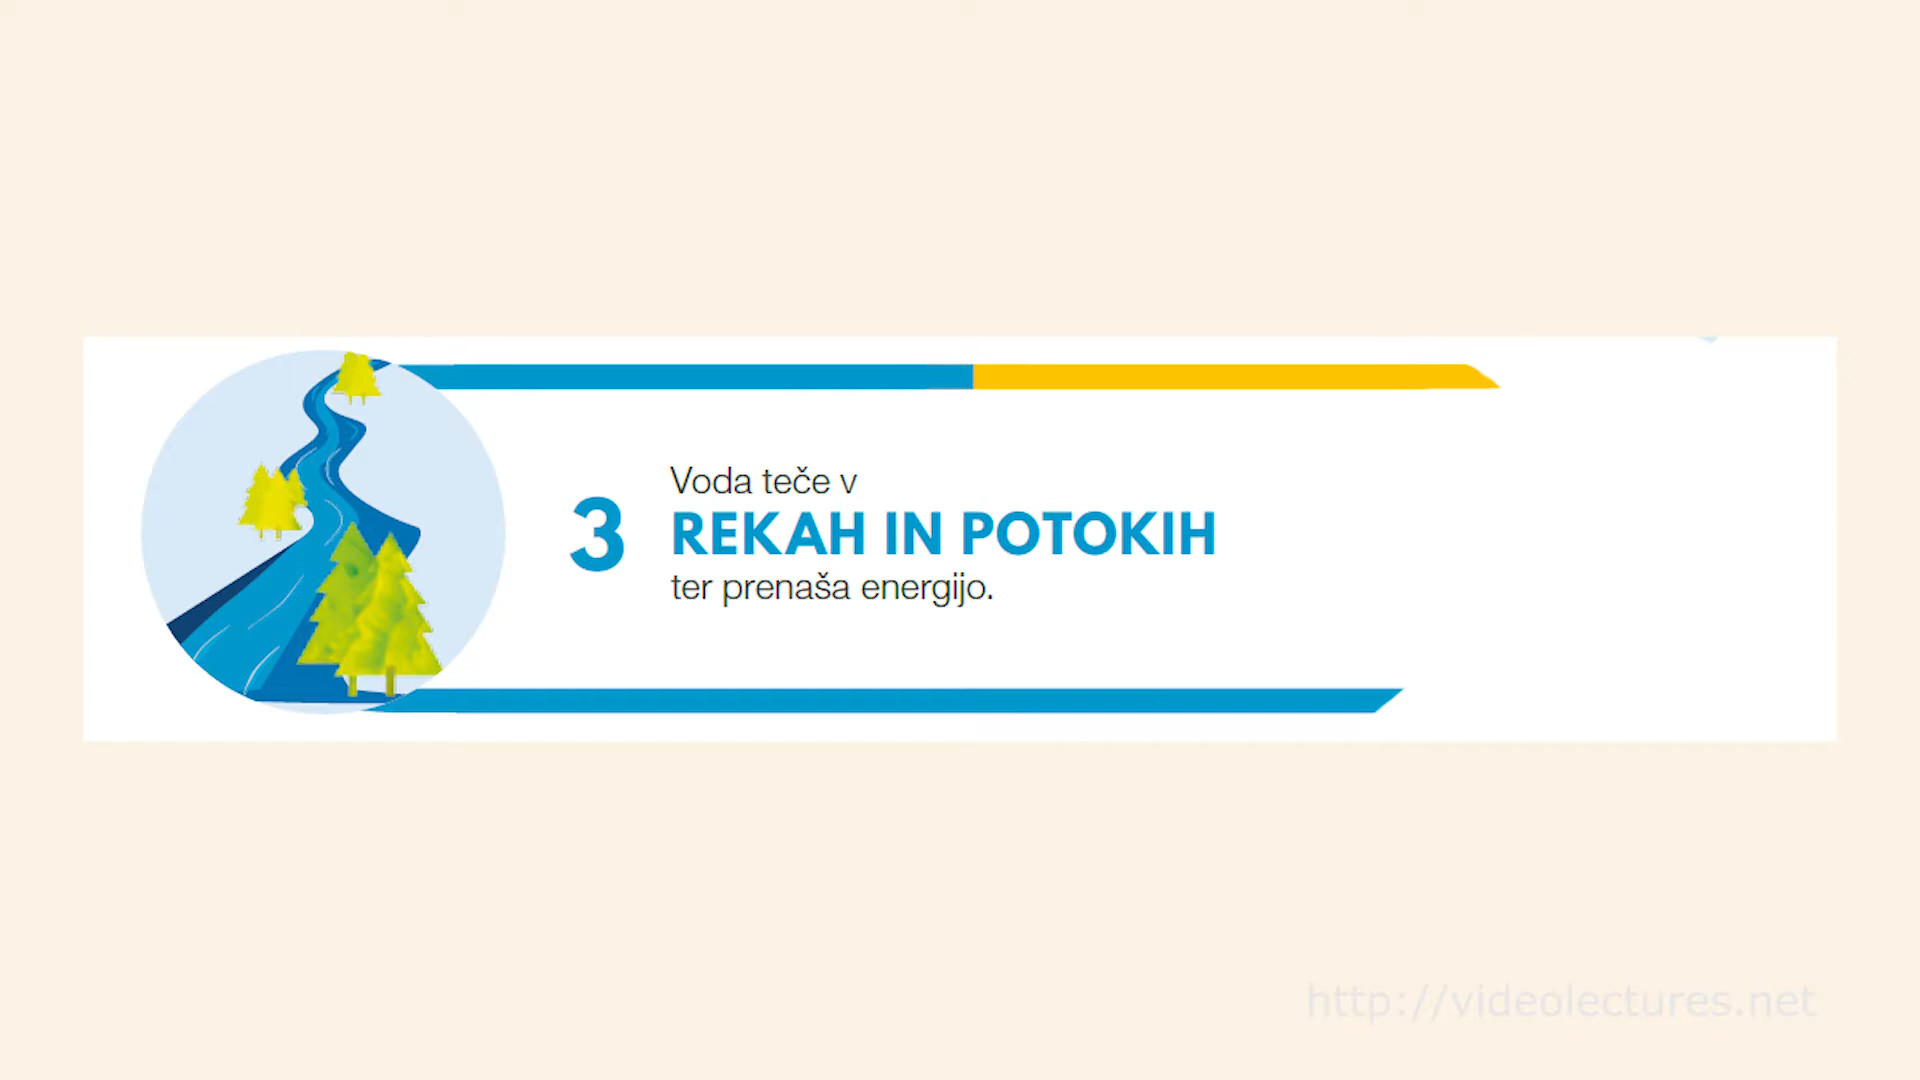 3
Voda teče v
REKAH IN POTOKIH
ter prenaša energijo.
http://videolectures.net